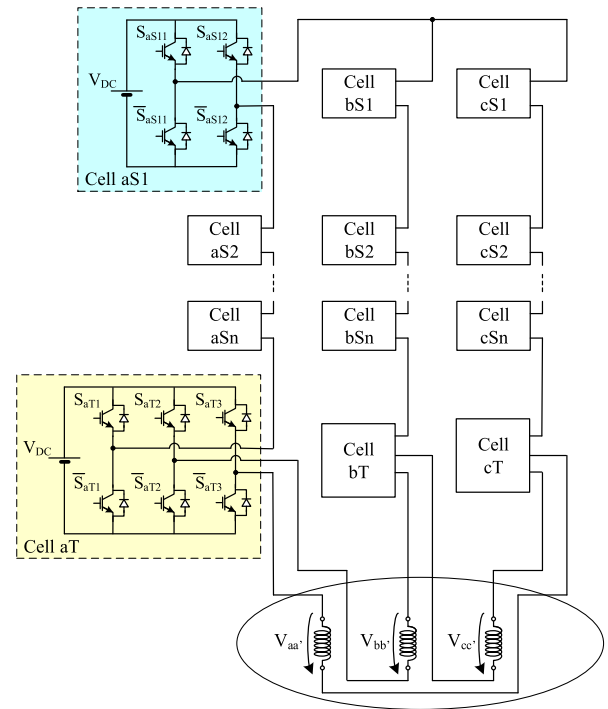 S_aS11 S_aS12
V_DC
S̅_aS11 S̅_aS12
Cell aS1
Cell
bS1
Cell
cS1
Cell
aS2
Cell
bS2
Cell
cS2
Cell
aSn
Cell
bSn
Cell
cSn
S_aT1 S_aT2 S_aT3
V_DC
S̅_aT1 S̅_aT2 S̅_aT3
Cell aT
Cell
bT
Cell
cT
V_aa' V_bb' V_cc'